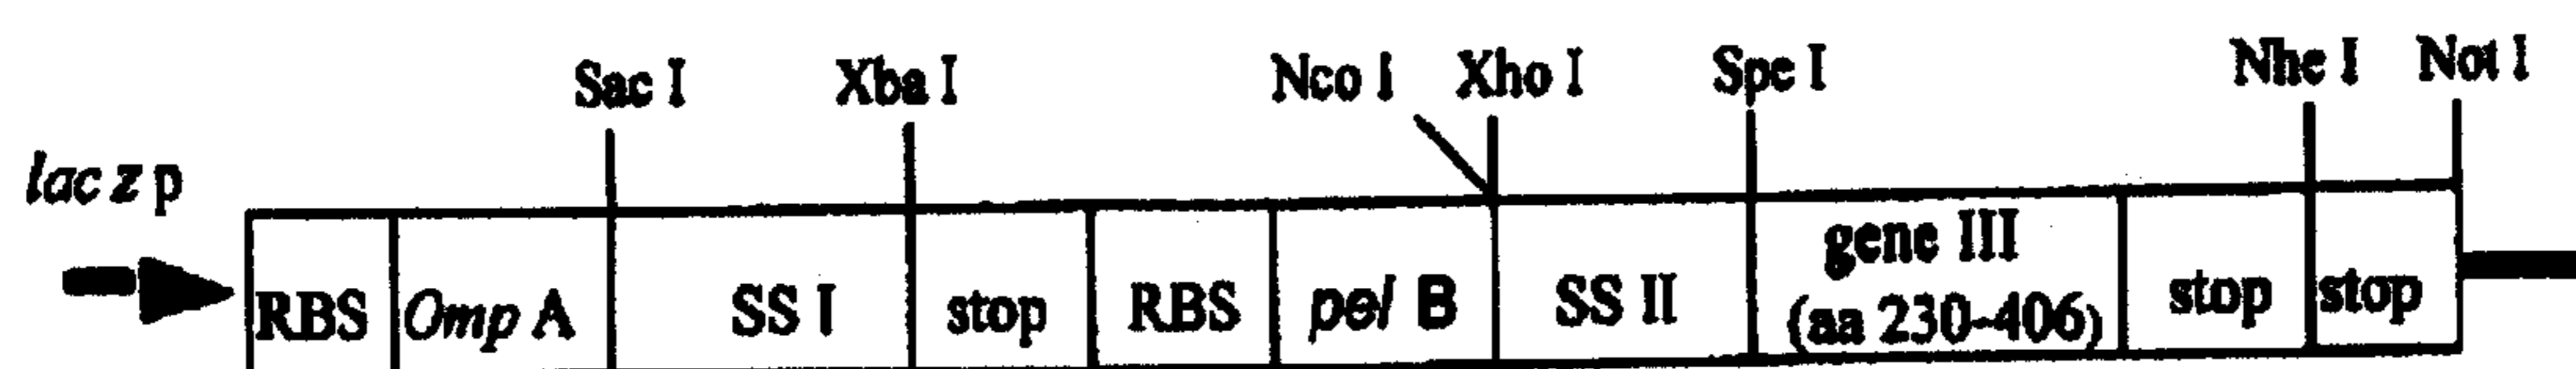 Sac I Xba I Nco I Xho I Spe I Nhe I Not I
lac z p
RBS Omp A SS I stop RBS pel B SS II gene III stop stop
(aa 230-406)